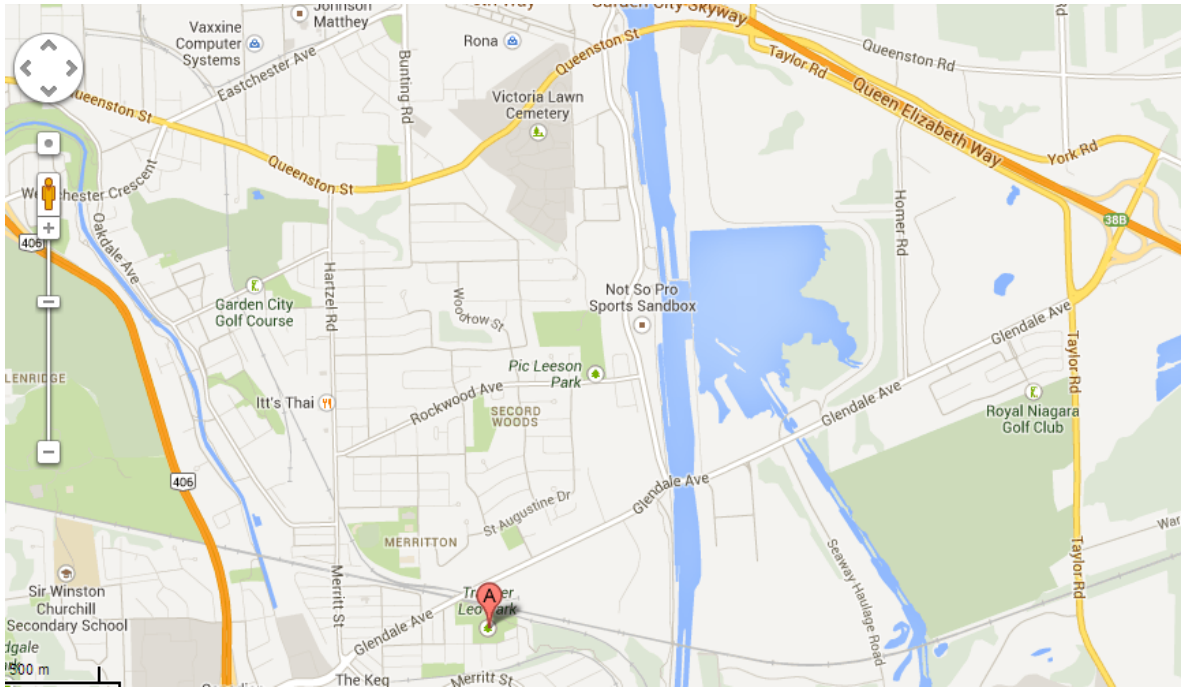 Johnson
Matthey
Garden City Skyway
Vaxxine
Computer
Systems
Rona
Queenston St
Taylor Rd
Queenston Rd
Rd
Eastchester Ave
Bunting Rd
Queen Elizabeth Way
Queenston St
Victoria Lawn
Cemetery
York Rd
Queenston St
Westchester Crescent
Oakdale Ave
Homer Rd
38B
406
Hartzel Rd
Garden City
Golf Course
Woodrow St
Not So Pro
Sports Sandbox
Glendale Ave
Taylor Rd
Pic Leeson
Park
GLENRIDGE
Itt's Thai
Rockwood Ave
SECORD
WOODS
Glendale Ave
Royal Niagara
Golf Club
406
Glendale Ave
St Augustine Dr
MERRITTON
War
Taylor Rd
Seaway Haulage Road
Sir Winston
Churchill
Secondary School
Merritt St
A
Park
Glendale Ave
The Keg
Merritt St
500 m